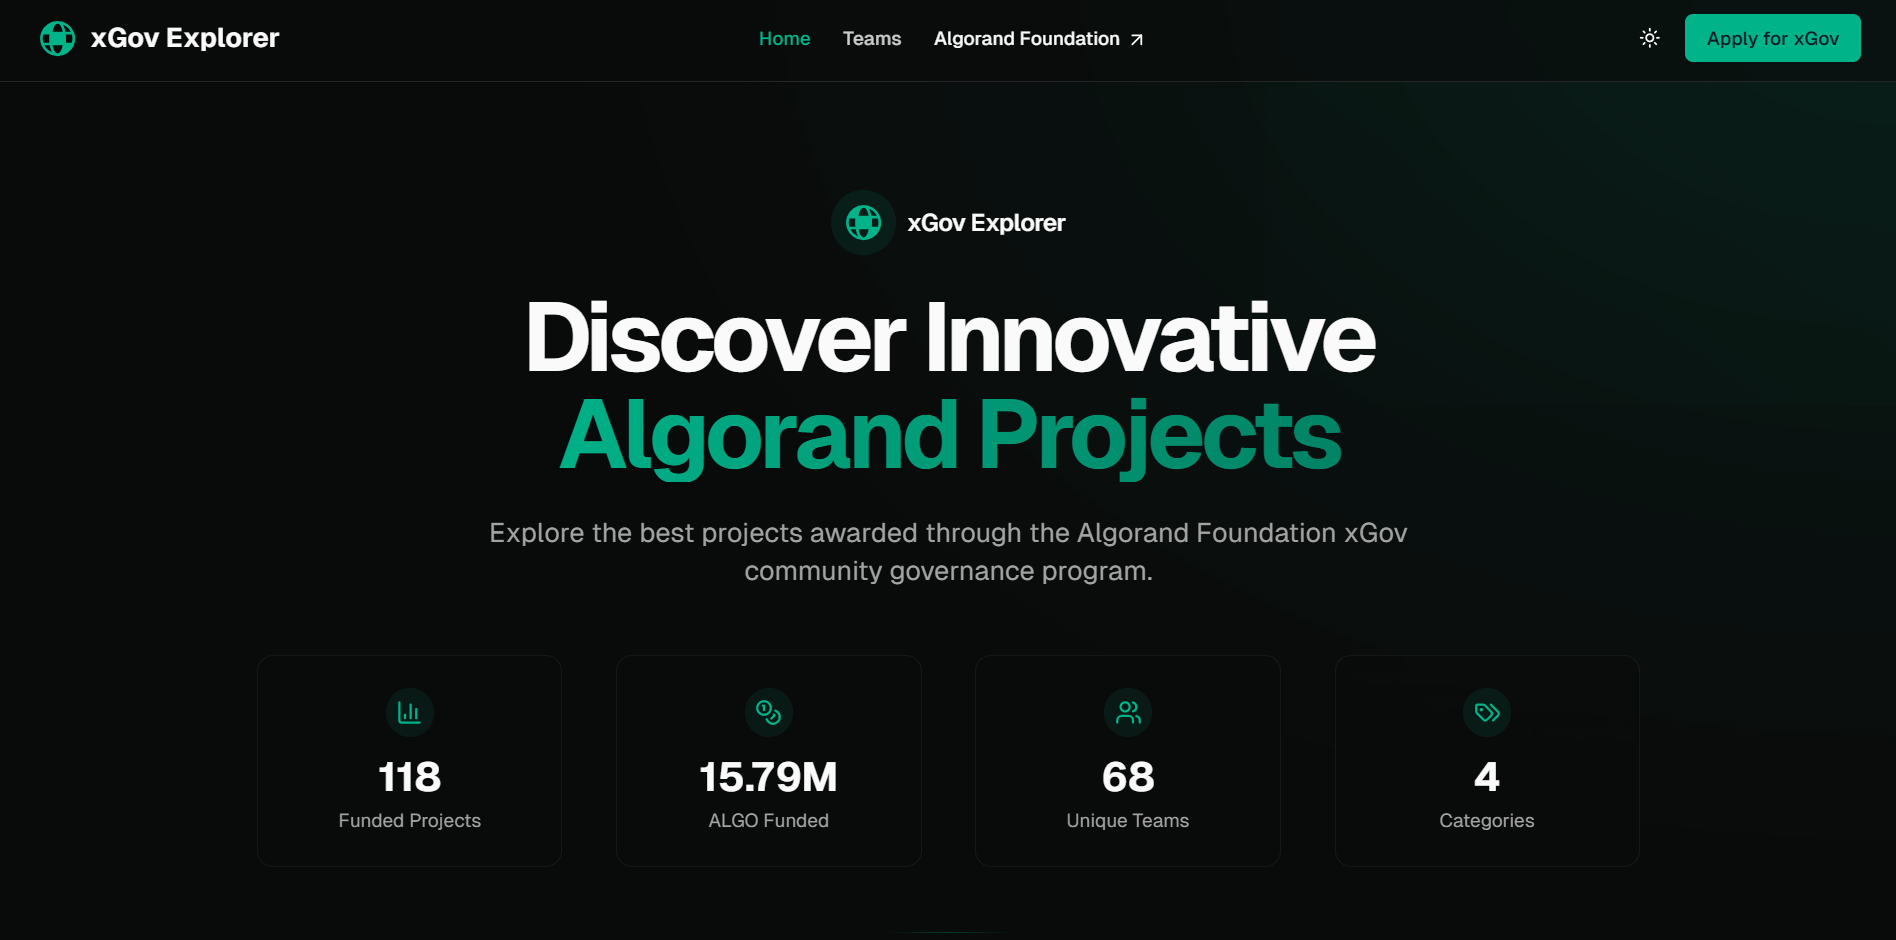 xGov Explorer
Home
Teams
Algorand Foundation
Apply for xGov
xGov Explorer
Discover Innovative
Algorand Projects
Explore the best projects awarded through the Algorand Foundation xGov
community governance program.
118
Funded Projects
15.79M
ALGO Funded
68
Unique Teams
4
Categories